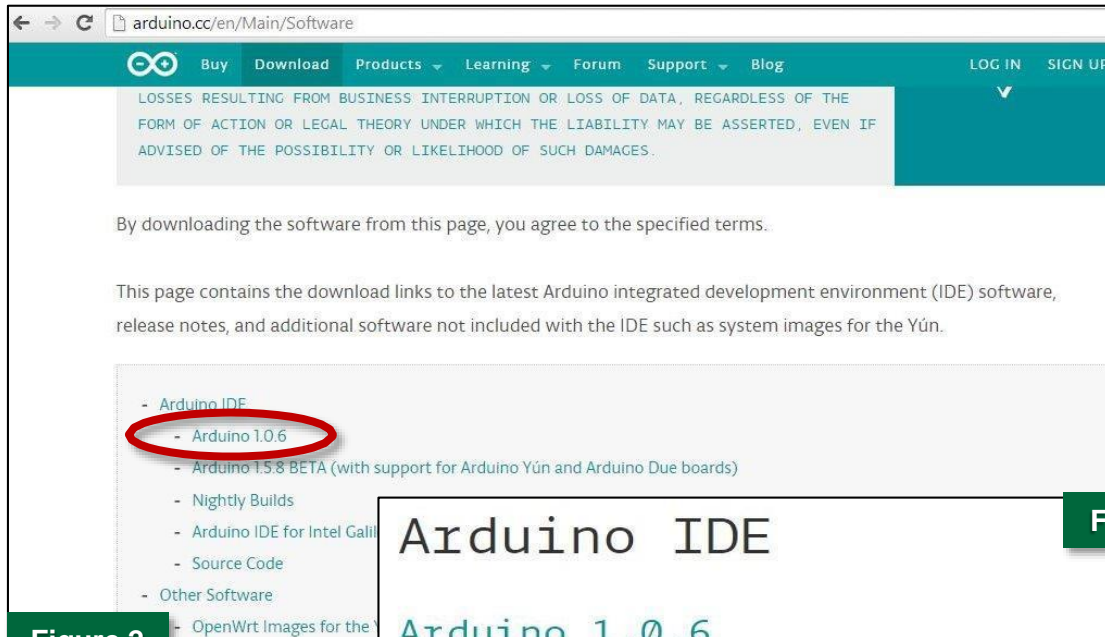 arduino.cc/en/Main/Software
Buy Download Products Learning Forum Support Blog LOG IN SIGN UP
LOSSES RESULTING FROM BUSINESS INTERRUPTION OR LOSS OF DATA, REGARDLESS OF THE
FORM OF ACTION OR LEGAL THEORY UNDER WHICH THE LIABILITY MAY BE ASSERTED, EVEN IF
ADVISED OF THE POSSIBILITY OR LIKELIHOOD OF SUCH DAMAGES.
By downloading the software from this page, you agree to the specified terms.
This page contains the download links to the latest Arduino integrated development environment (IDE) software,
release notes, and additional software not included with the IDE such as system images for the Yún.
- Arduino IDE
- Arduino 1.0.6
- Arduino 1.5.8 BETA (with support for Arduino Yún and Arduino Due boards)
- Nightly Builds
- Arduino IDE for Intel Galil
- Source Code
- Other Software
- OpenWrt Images for the
Arduino IDE
Arduino 1.0.6
F